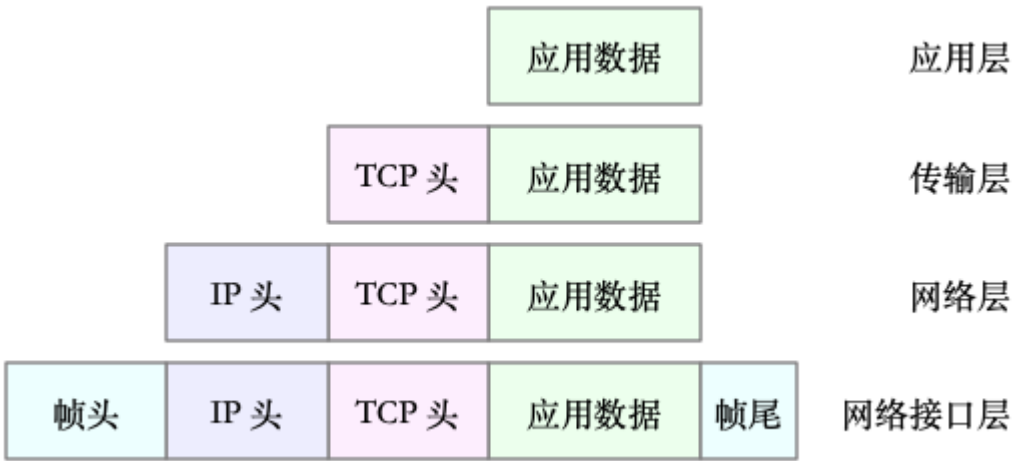 应用数据 应用层
TCP 头 应用数据 传输层
IP 头 TCP 头 应用数据 网络层
帧头 IP 头 TCP 头 应用数据 帧尾 网络接口层